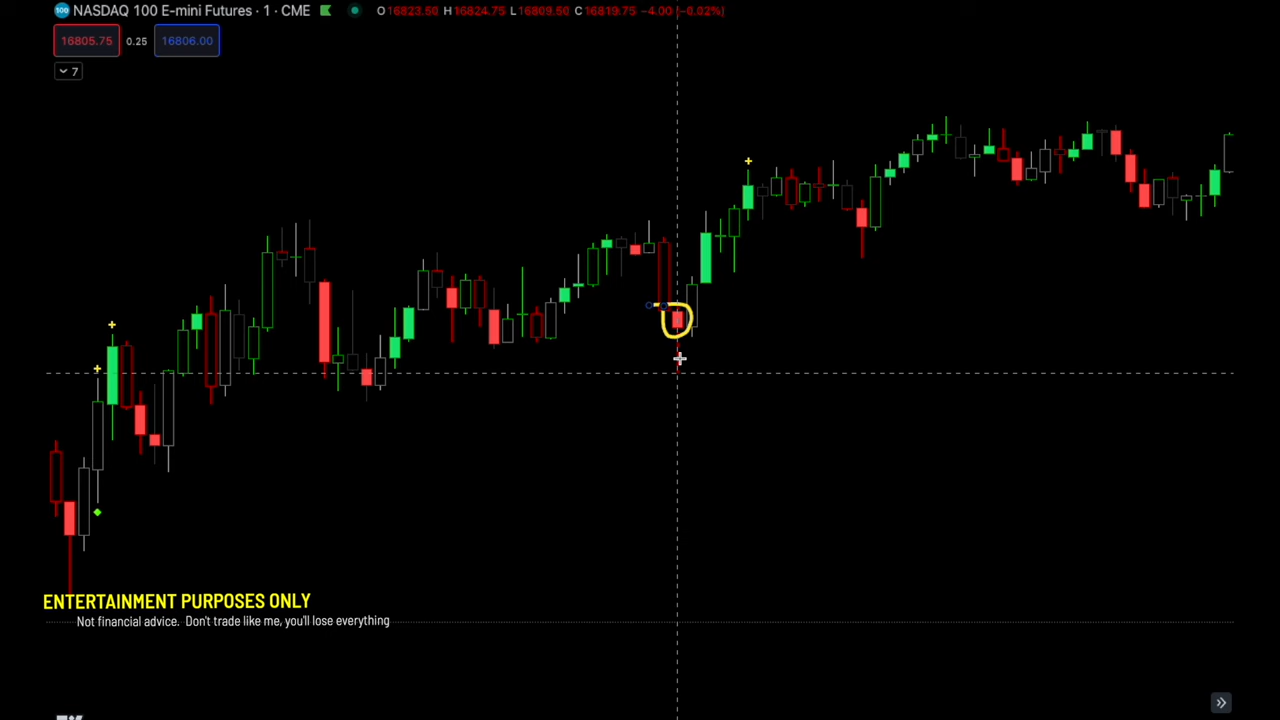 100 NASDAQ 100 E-mini Futures · 1 · CME O16823.50 H16824.75 L16809.50 C16819.75 -4.00 (-0.02%)
16805.75 0.25 16806.00
7
ENTERTAINMENT PURPOSES ONLY
Not financial advice. Don't trade like me, you'll lose everything